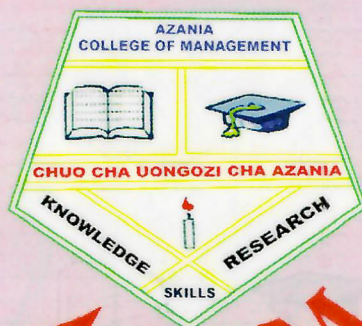 AZANIA
COLLEGE OF MANAGEMENT
CHUO CHA UONGOZI CHA AZANIA
KNOWLEDGE
RESEARCH
SKILLS